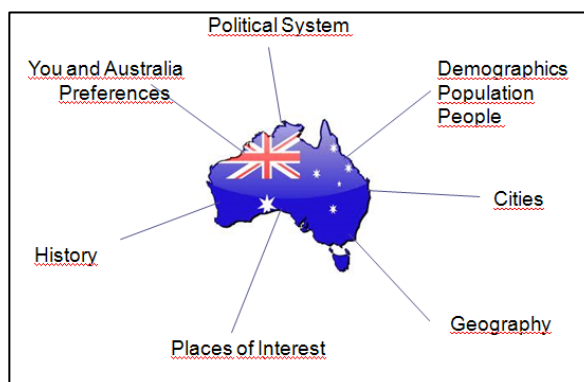 Political System
You and Australia
Preferences
Demographics
Population
People
Cities
History
Geography
Places of Interest